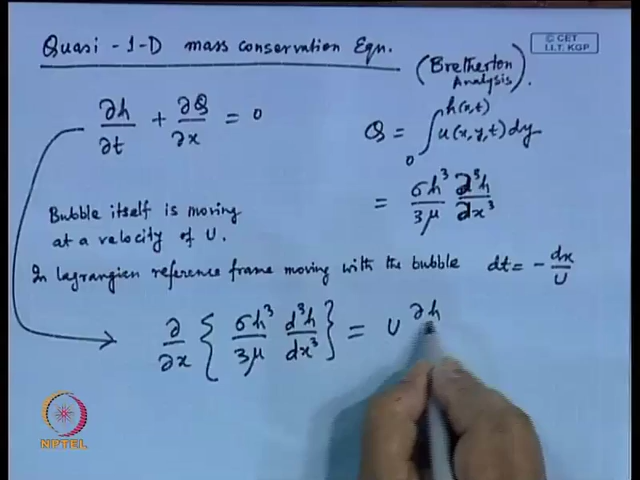 Quasi-1-D mass conservation Eqn.
© CET
I.I.T. KGP
(Bretherton Analysis).
∂h/∂t + ∂Q/∂x = 0
Q = ∫₀^h(x,t) u(x,y,t) dy
= σh³/3μ ∂³h/∂x³
Bubble itself is moving
at a velocity of U.
In Lagrangien reference frame moving with the bubble dt = - dx/U
∂/∂x { σh³/3μ d³h/dx³ } = U ∂h
NPTEL